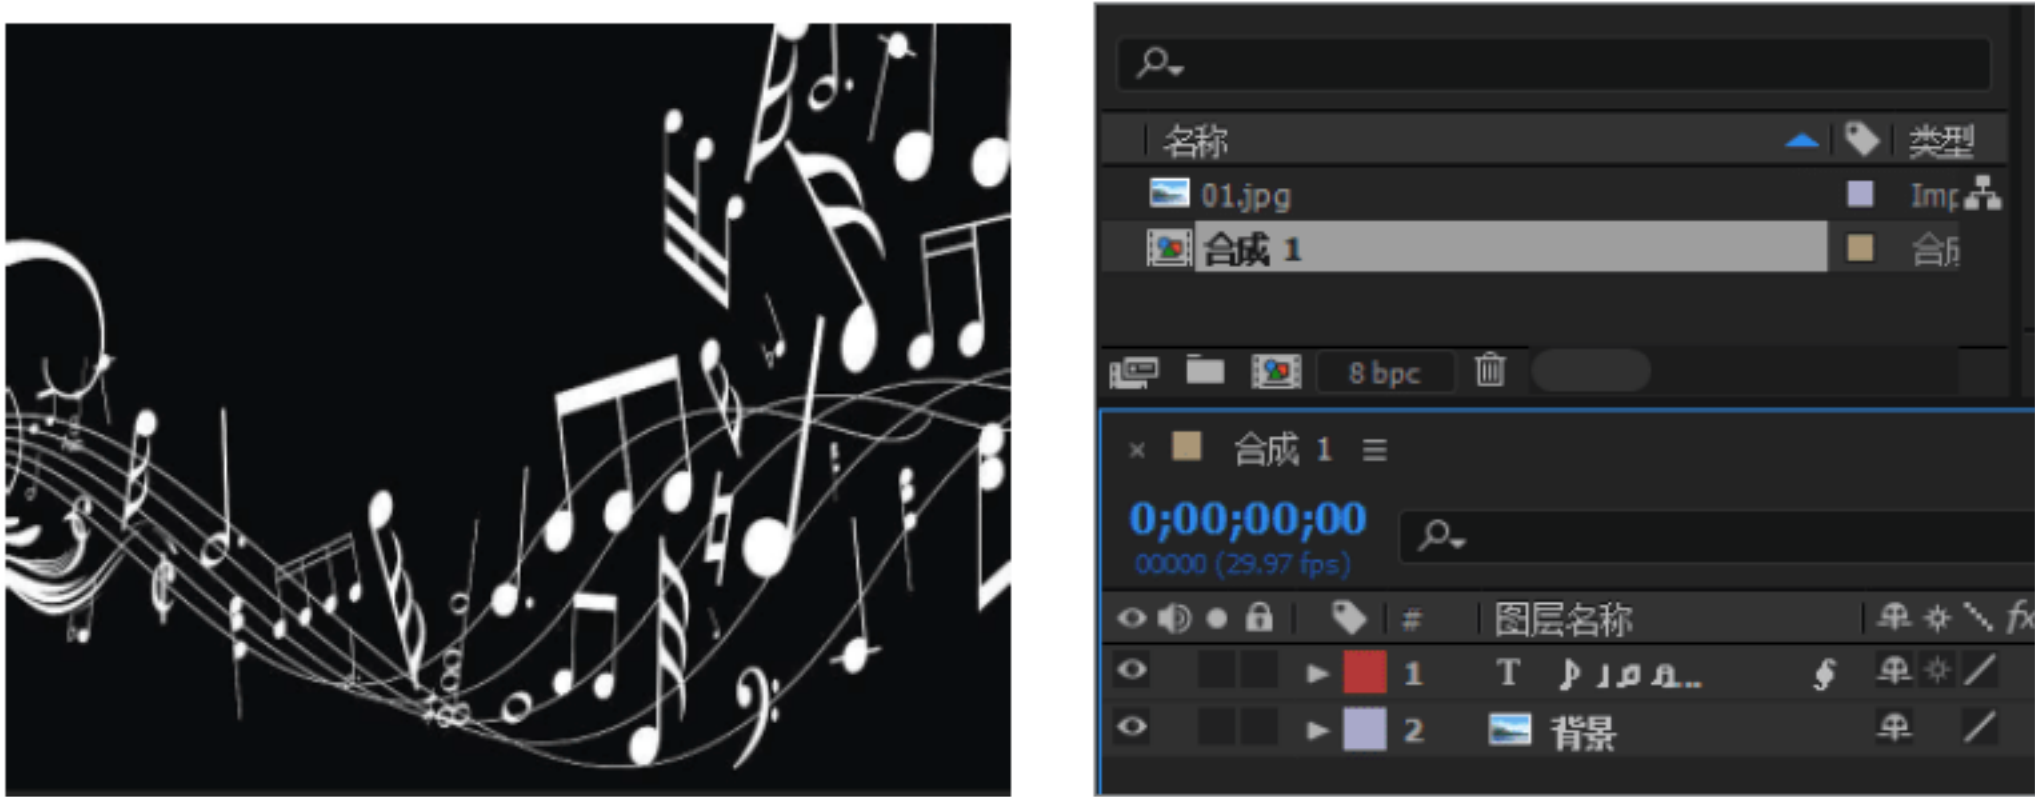 名称 类型
01.jpg Imp
合成 1
8 bpc
合成 1
0;00;00;00
00000 (29.97 fps)
# 图层名称 fx
1 T ♪ ♩♫ ♬...
2 背景